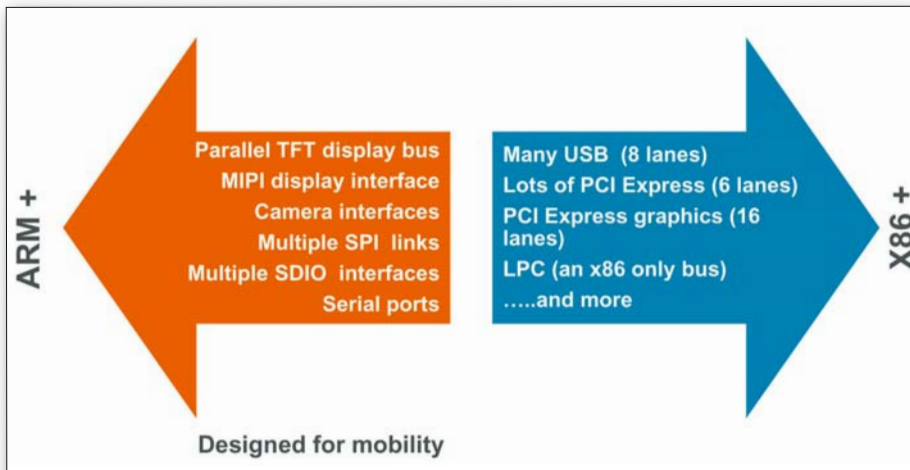 ARM +
Parallel TFT display bus
MIPI display interface
Camera interfaces
Multiple SPI links
Multiple SDIO interfaces
Serial ports
Many USB (8 lanes)
Lots of PCI Express (6 lanes)
PCI Express graphics (16
lanes)
LPC (an x86 only bus)
.....and more
X86 +
Designed for mobility